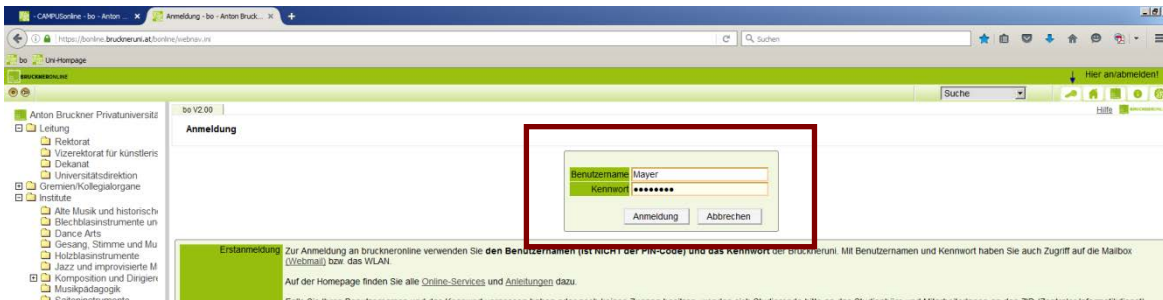 - CAMPUSonline - bo - Anton ...
Anmeldung - bo - Anton Bruck...
https://bonline.bruckneruni.at/bonline/webnav.ini
Suchen
bo
Uni-Hompage
BRUCKNERONLINE
Hier an/abmelden!
Suche
Anton Bruckner Privatuniversitä
bo V2.00
Hilfe
Leitung
Anmeldung
Rektorat
Vizerektorat für künstleris
Dekanat
Universitätsdirektion
Gremien/Kollegialorgane
Institute
Alte Musik und historische
Blechblasinstrumente un
Dance Arts
Gesang, Stimme und Mu
Holzblasinstrumente
Jazz und improvisierte M
Komposition und Dirigiere
Musikpädagogik
Saiteninstrumente
Benutzername Mayer
Kennwort ●●●●●●●●
Anmeldung Abbrechen
Erstanmeldung Zur Anmeldung an bruckneronline verwenden Sie den Benutzernamen (IST NICHT der PIN-Code) und das Kennwort der Bruckneruni. Mit Benutzernamen und Kennwort haben Sie auch Zugriff auf die Mailbox
(Webmail) bzw. das WLAN.
Auf der Homepage finden Sie alle Online-Services und Anleitungen dazu.